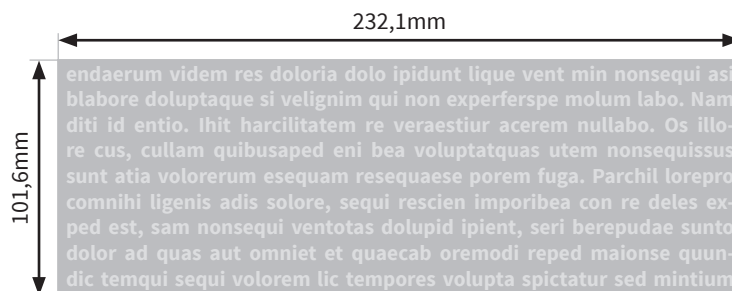 232,1mm
101,6mm
endaerum videm res doloria dolo ipidunt lique vent min nonsequi asi
blabore doluptaque si velignim qui non experferspe molum labo. Nam
diti id entio. Ihit harcilitatem re veraestiur acerem nullabo. Os illo-
re cus, cullam quibusaped eni bea voluptatquas utem nonsequissus
sunt atia volorerum esequam resequaese porem fuga. Parchil lorepro
comnihi ligenis adis solore, sequi rescien imporibea con re deles ex-
ped est, sam nonsequi ventotas dolupid ipient, seri berepudae sunto
dolor ad quas aut omniet et quaecab oremodi reped maionse quun-
dic temqui sequi volorem lic tempores volupta spictatur sed mintium